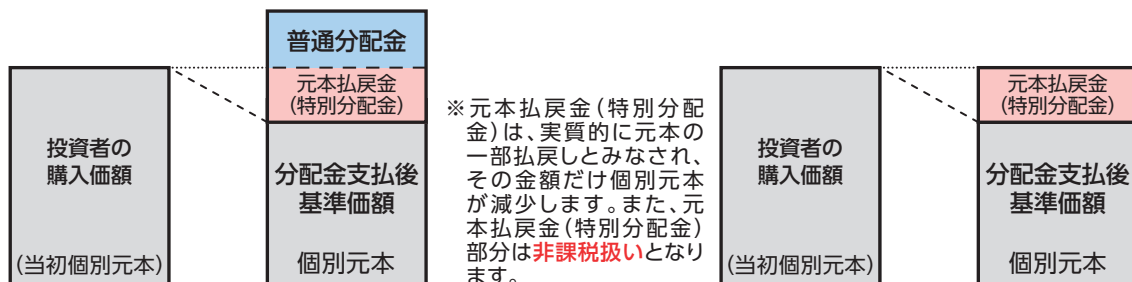 投資者の
購入価額
(当初個別元本)
普通分配金
元本払戻金
(特別分配金)
分配金支払後
基準価額
個別元本
※元本払戻金(特別分配
金)は、実質的に元本の
一部払戻しとみなされ、
その金額だけ個別元本
が減少します。また、元
本払戻金(特別分配金)
部分は非課税扱いとなり
ます。
投資者の
購入価額
(当初個別元本)
元本払戻金
(特別分配金)
分配金支払後
基準価額
個別元本